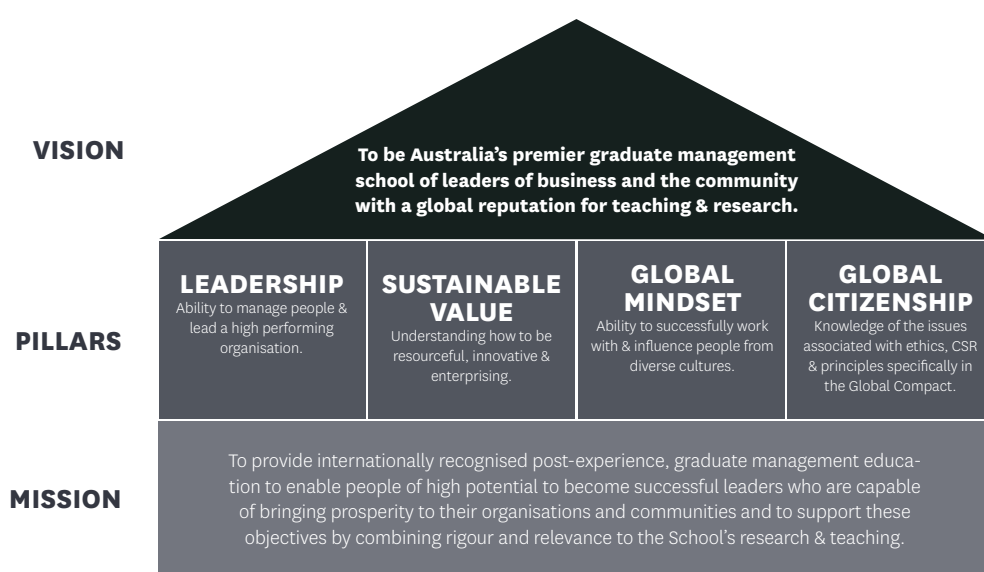 VISION
To be Australia’s premier graduate management
school of leaders of business and the community
with a global reputation for teaching & research.
PILLARS
LEADERSHIP
Ability to manage people &
lead a high performing
organisation.
SUSTAINABLE
VALUE
Understanding how to be
resourceful, innovative &
enterprising.
GLOBAL
MINDSET
Ability to successfully work
with & influence people from
diverse cultures.
GLOBAL
CITIZENSHIP
Knowledge of the issues
associated with ethics, CSR
& principles specifically in
the Global Compact.
MISSION
To provide internationally recognised post-experience, graduate management educa-
tion to enable people of high potential to become successful leaders who are capable
of bringing prosperity to their organisations and communities and to support these
objectives by combining rigour and relevance to the School’s research & teaching.